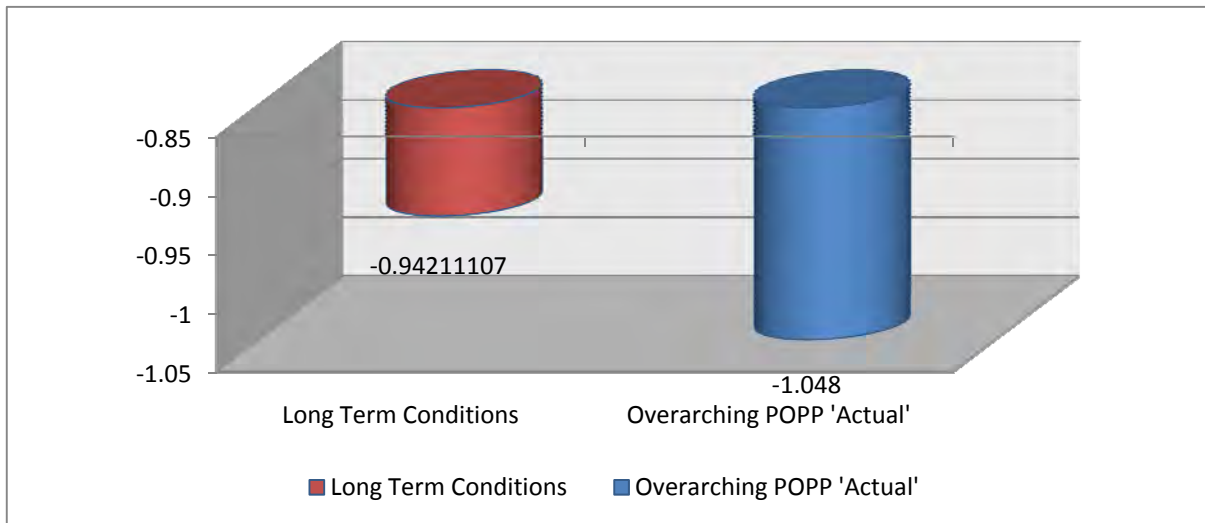 -0.85
-0.9
-0.95
-1
-1.05
-0.94211107
-1.048
Long Term Conditions
Overarching POPP 'Actual'
Long Term Conditions
Overarching POPP 'Actual'